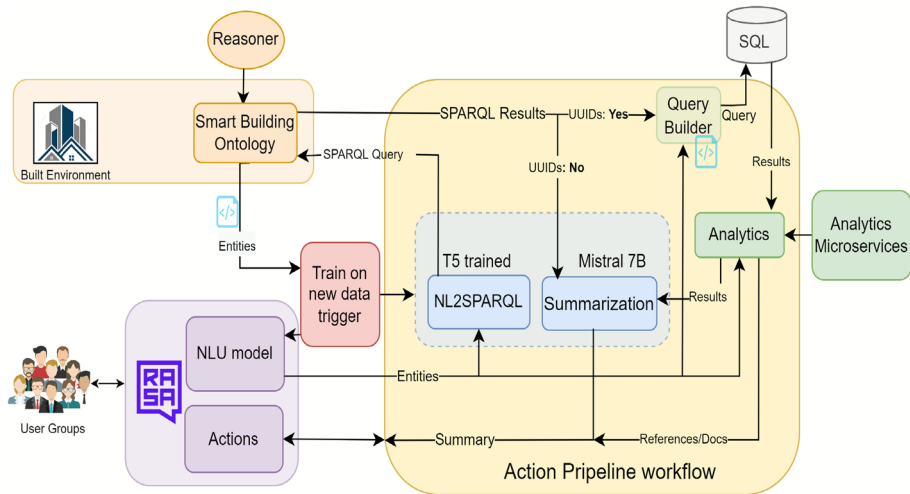 Reasoner
SQL
Smart Building
Ontology
Built Environment
SPARQL Results
UUIDs: Yes
Query
Builder
Query
</>
SPARQL Query
UUIDs: No
Results
</>
Entities
Train on
new data
trigger
T5 trained
NL2SPARQL
Mistral 7B
Summarization
Results
Analytics
Analytics
Microservices
NLU model
RASA
Entities
User Groups
Actions
Summary
References/Docs
Action Pripeline workflow